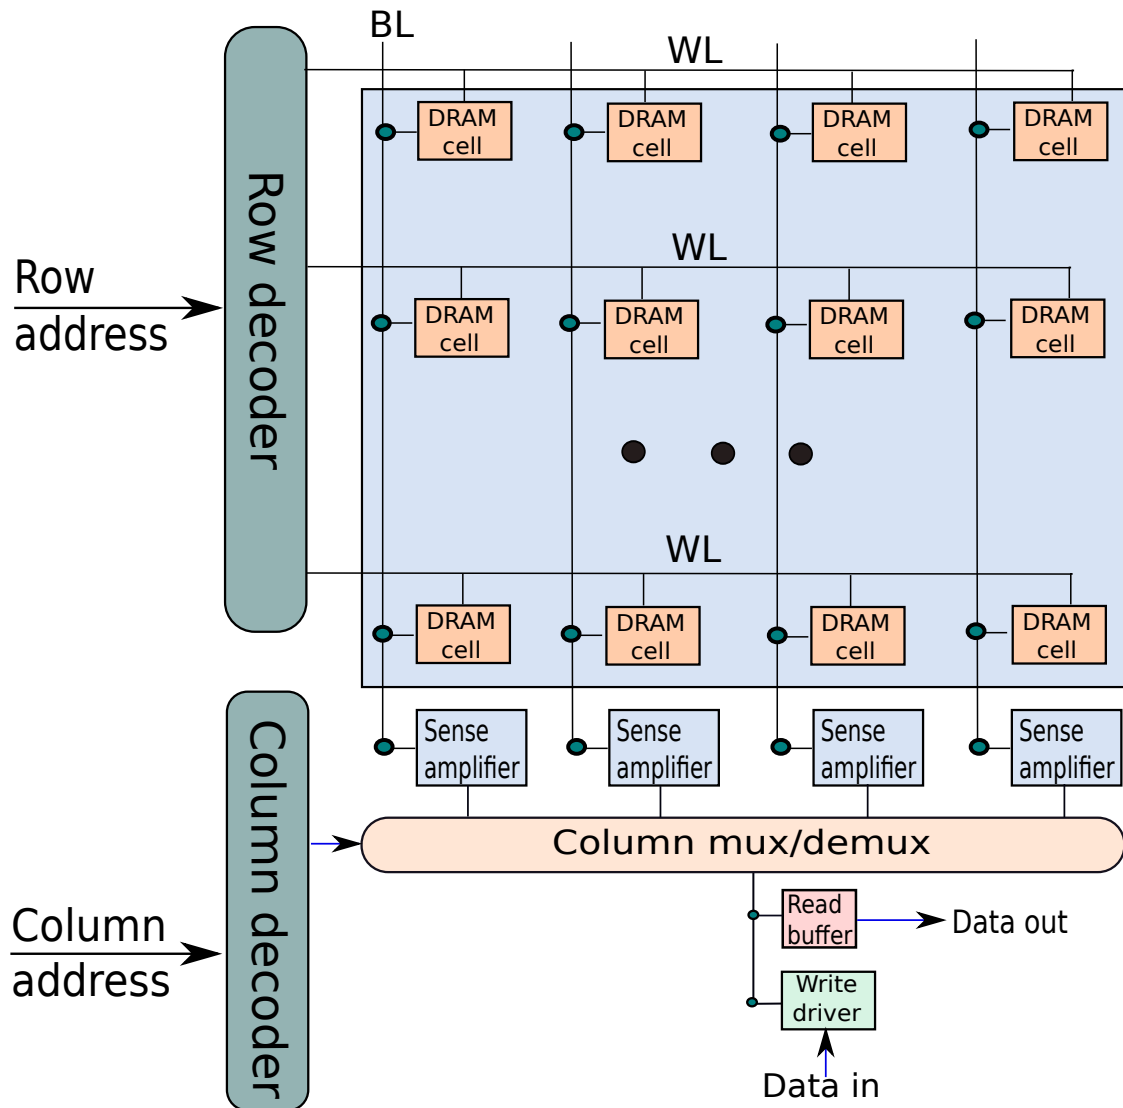 BL
WL
DRAM
cell
DRAM
cell
DRAM
cell
DRAM
cell
Row decoder
Row
address
WL
DRAM
cell
DRAM
cell
DRAM
cell
DRAM
cell
WL
DRAM
cell
DRAM
cell
DRAM
cell
DRAM
cell
Column decoder
Sense
amplifier
Sense
amplifier
Sense
amplifier
Sense
amplifier
Column mux/demux
Column
address
Read
buffer
Data out
Write
driver
Data in